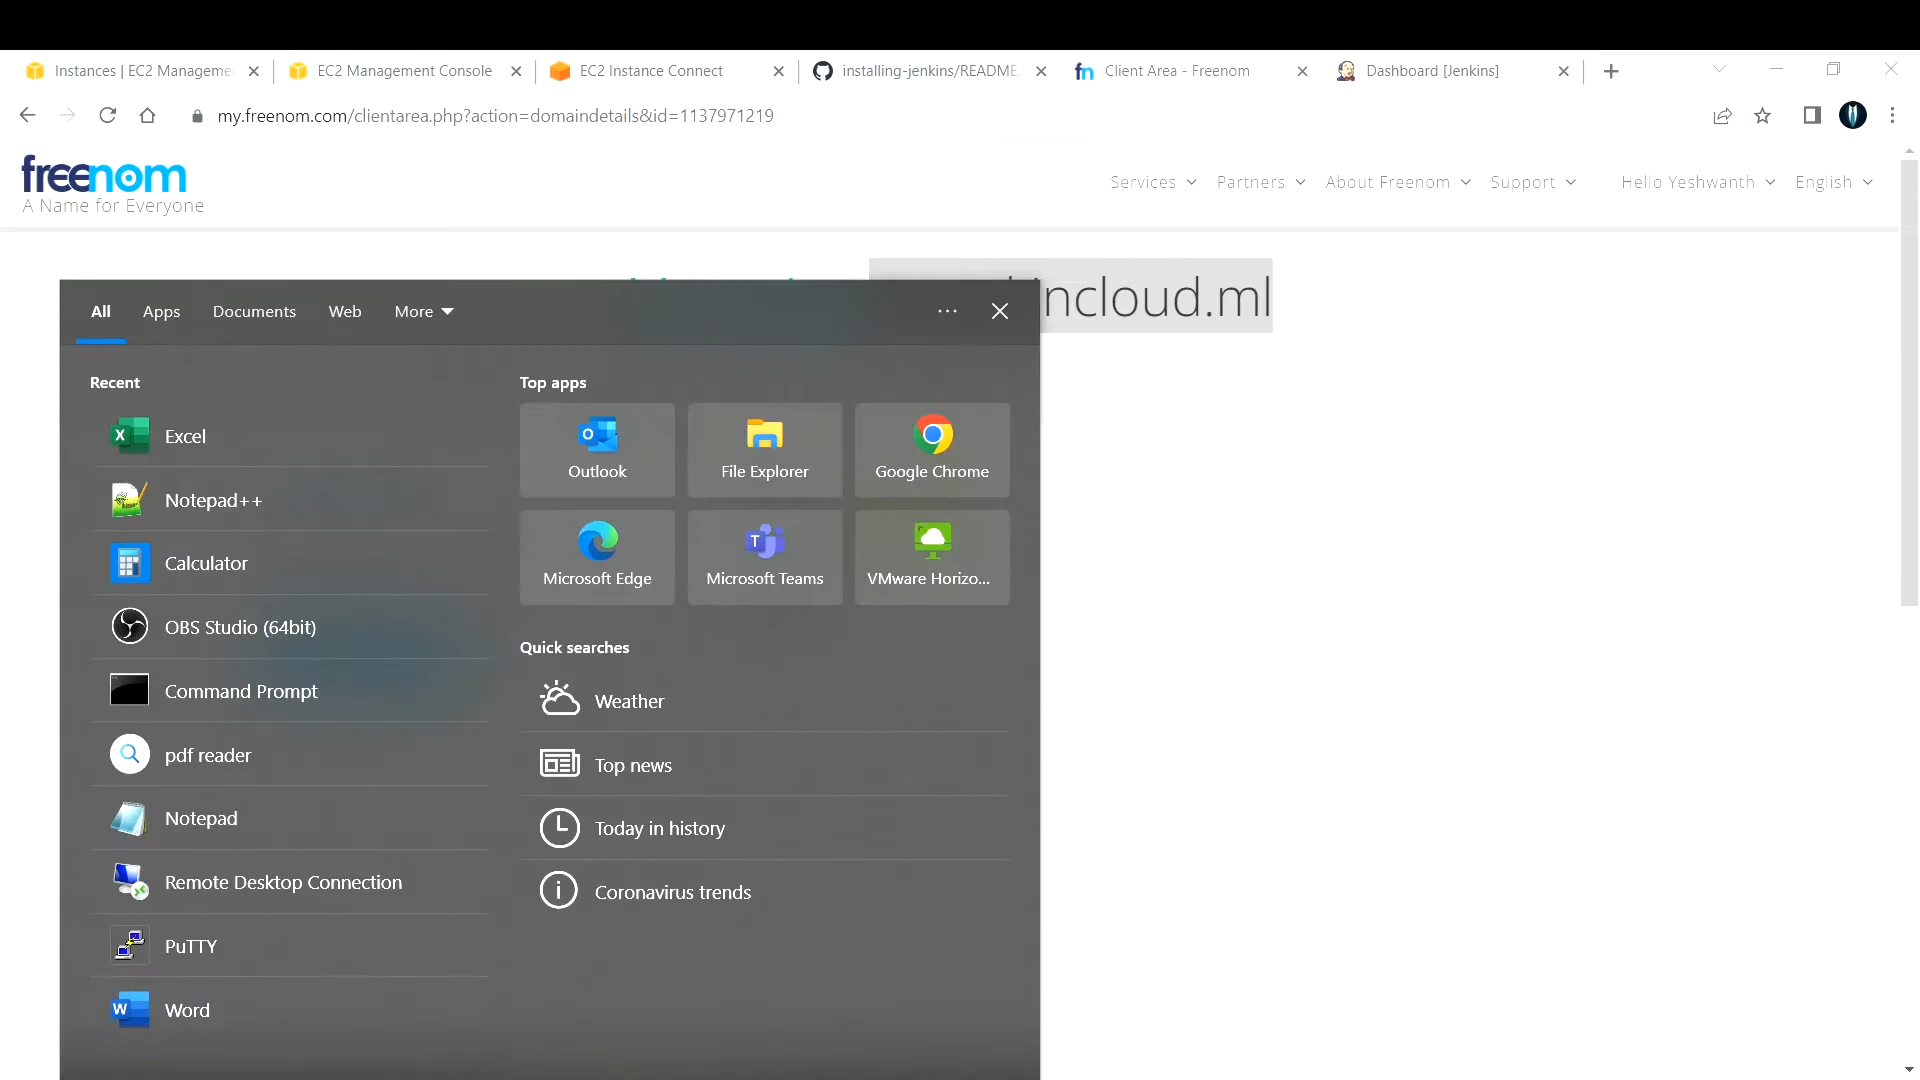 Instances | EC2 Manageme
EC2 Management Console
EC2 Instance Connect
installing-jenkins/README.
fn
Client Area - Freenom
Dashboard [Jenkins]
my.freenom.com/clientarea.php?action=domaindetails&id=1137971219
freenom
A Name for Everyone
Services
Partners
About Freenom
Support
Hello Yeshwanth
English
ncloud.ml
All
Apps
Documents
Web
More
Recent
Excel
Notepad++
Calculator
OBS Studio (64bit)
Command Prompt
pdf reader
Notepad
Remote Desktop Connection
PuTTY
Word
Top apps
Outlook
File Explorer
Google Chrome
Microsoft Edge
Microsoft Teams
VMware Horizo...
Quick searches
Weather
Top news
Today in history
Coronavirus trends